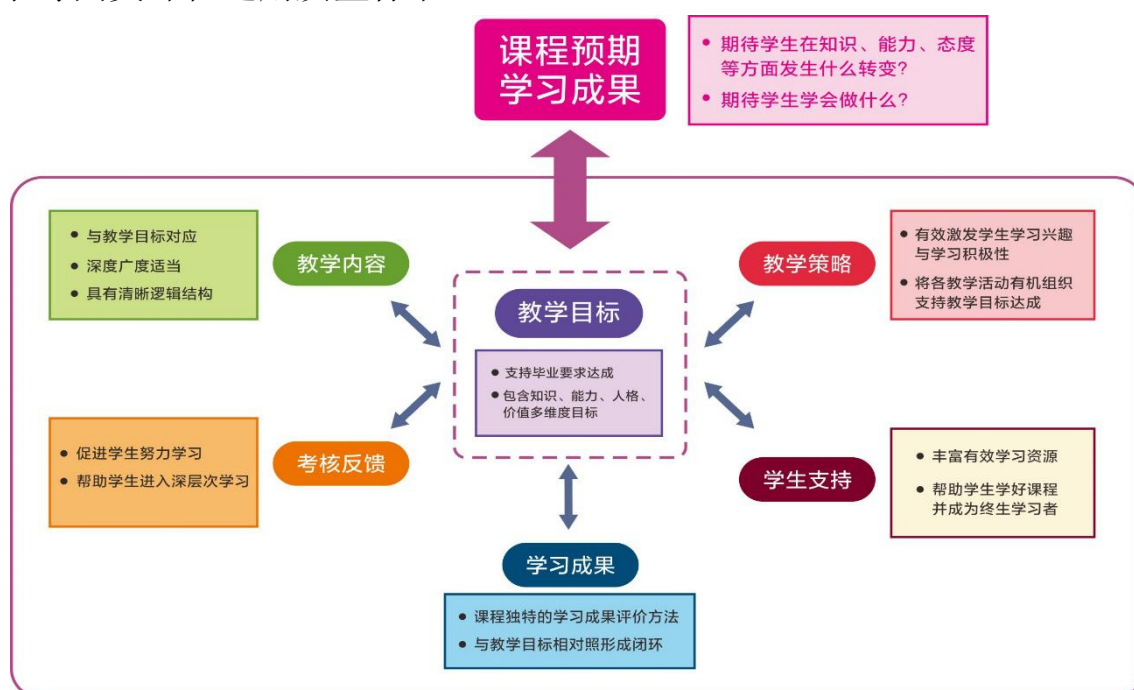 课程预期
学习成果
• 期待学生在知识、能力、态度
等方面发生什么转变?
• 期待学生学会做什么?
• 与教学目标对应
• 深度广度适当
• 具有清晰逻辑结构
教学内容
教学策略
• 有效激发学生学习兴趣
与学习积极性
• 将各教学活动有机组织
支持教学目标达成
教学目标
• 支持毕业要求达成
• 包含知识、能力、人格、
价值多维度目标
• 促进学生努力学习
• 帮助学生进入深层次学习
考核反馈
学生支持
• 丰富有效学习资源
• 帮助学生学好课程
并成为终生学习者
学习成果
• 课程独特的学习成果评价方法
• 与教学目标相对照形成闭环